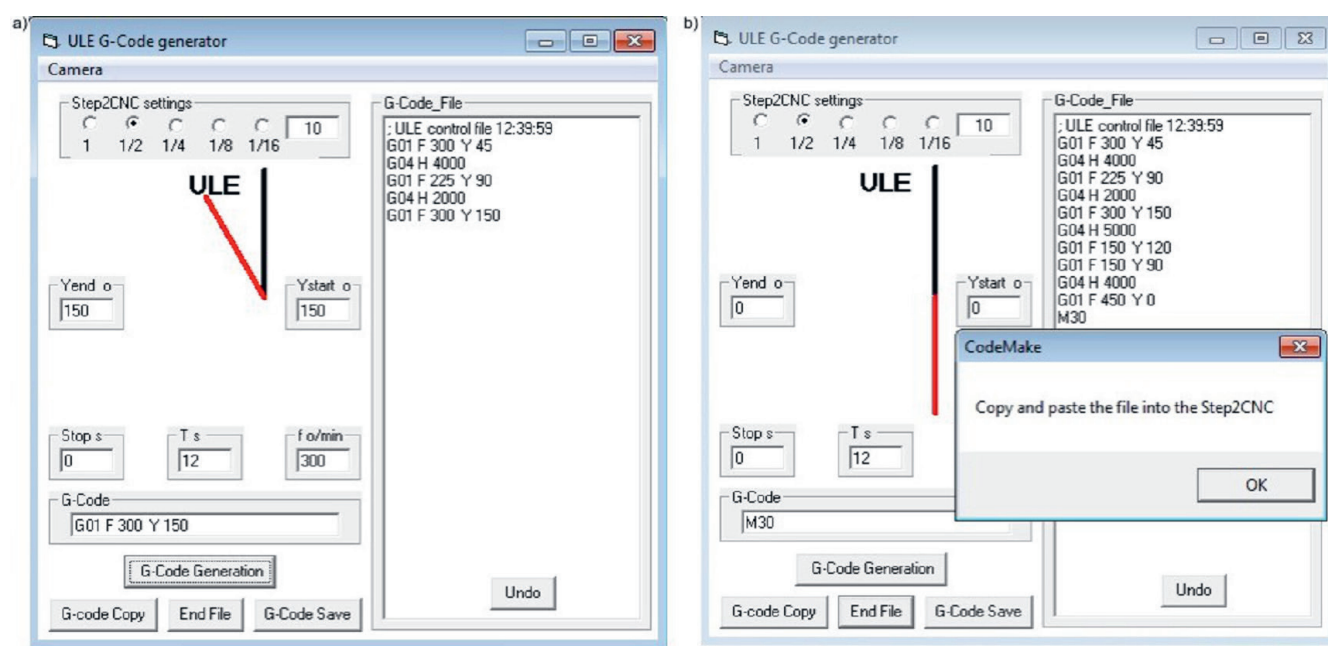 a)
ULE G-Code generator
Camera
Step2CNC settings
10
1 1/2 1/4 1/8 1/16
ULE
Yend o
150
Ystart o
150
Stop s
0
T s
12
f o/min
300
G-Code
G01 F 300 Y 150
G-Code Generation
G-code Copy
End File
G-Code Save
G-Code_File
; ULE control file 12:39:59
G01 F 300 Y 45
G04 H 4000
G01 F 225 Y 90
G04 H 2000
G01 F 300 Y 150
Undo
b)
ULE G-Code generator
Camera
Step2CNC settings
10
1 1/2 1/4 1/8 1/16
ULE
Yend o
0
Ystart o
0
Stop s
0
T s
12
G-Code
M30
G-Code Generation
G-code Copy
End File
G-Code Save
G-Code_File
; ULE control file 12:39:59
G01 F 300 Y 45
G04 H 4000
G01 F 225 Y 90
G04 H 2000
G01 F 300 Y 150
G04 H 5000
G01 F 150 Y 120
G01 F 150 Y 90
G04 H 4000
G01 F 450 Y 0
M30
CodeMake
Copy and paste the file into the Step2CNC
OK
Undo